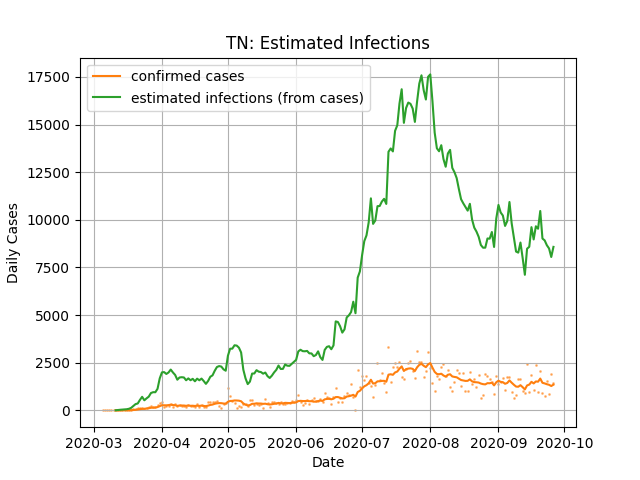 TN: Estimated Infections
confirmed cases
estimated infections (from cases)
17500
15000
12500
10000
7500
5000
2500
0
Daily Cases
2020-03 2020-04 2020-05 2020-06 2020-07 2020-08 2020-09 2020-10
Date